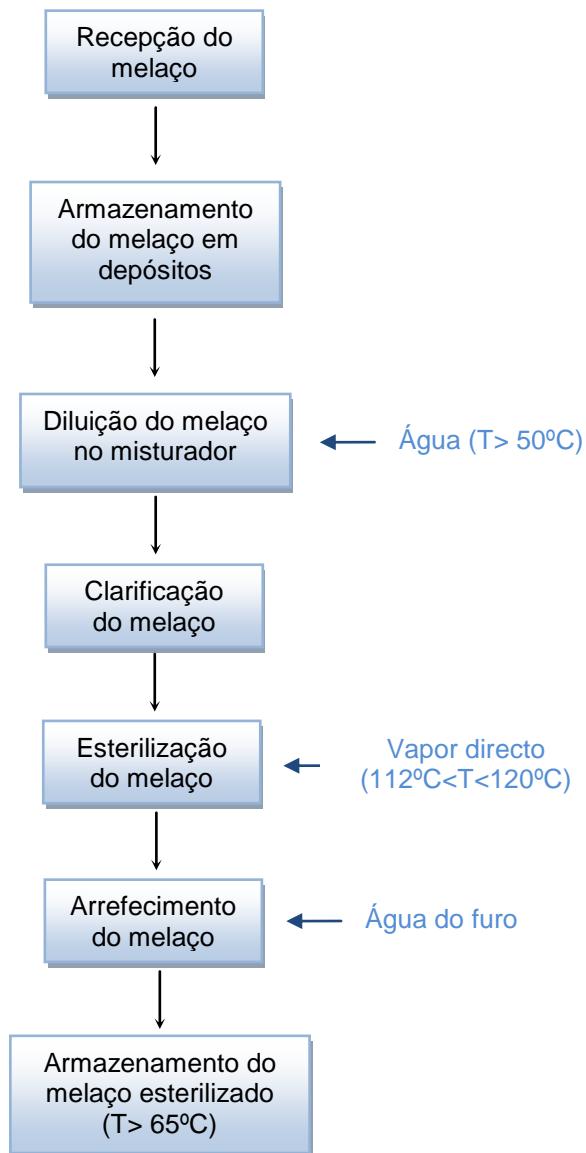 Recepção do
melaço
Armazenamento
do melaço em
depósitos
Diluição do melaço
no misturador
Água (T> 50ºC)
Clarificação
do melaço
Esterilização
do melaço
Vapor directo
(112ºC<T<120ºC)
Arrefecimento
do melaço
Água do furo
Armazenamento do
melaço esterilizado
(T> 65ºC)